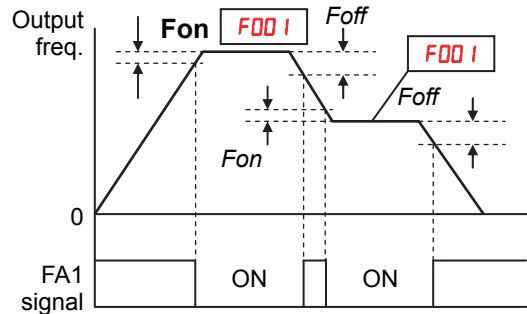 Output
freq.
Fon
F001
Foff
F001
Foff
Fon
0
FA1
signal
ON
ON